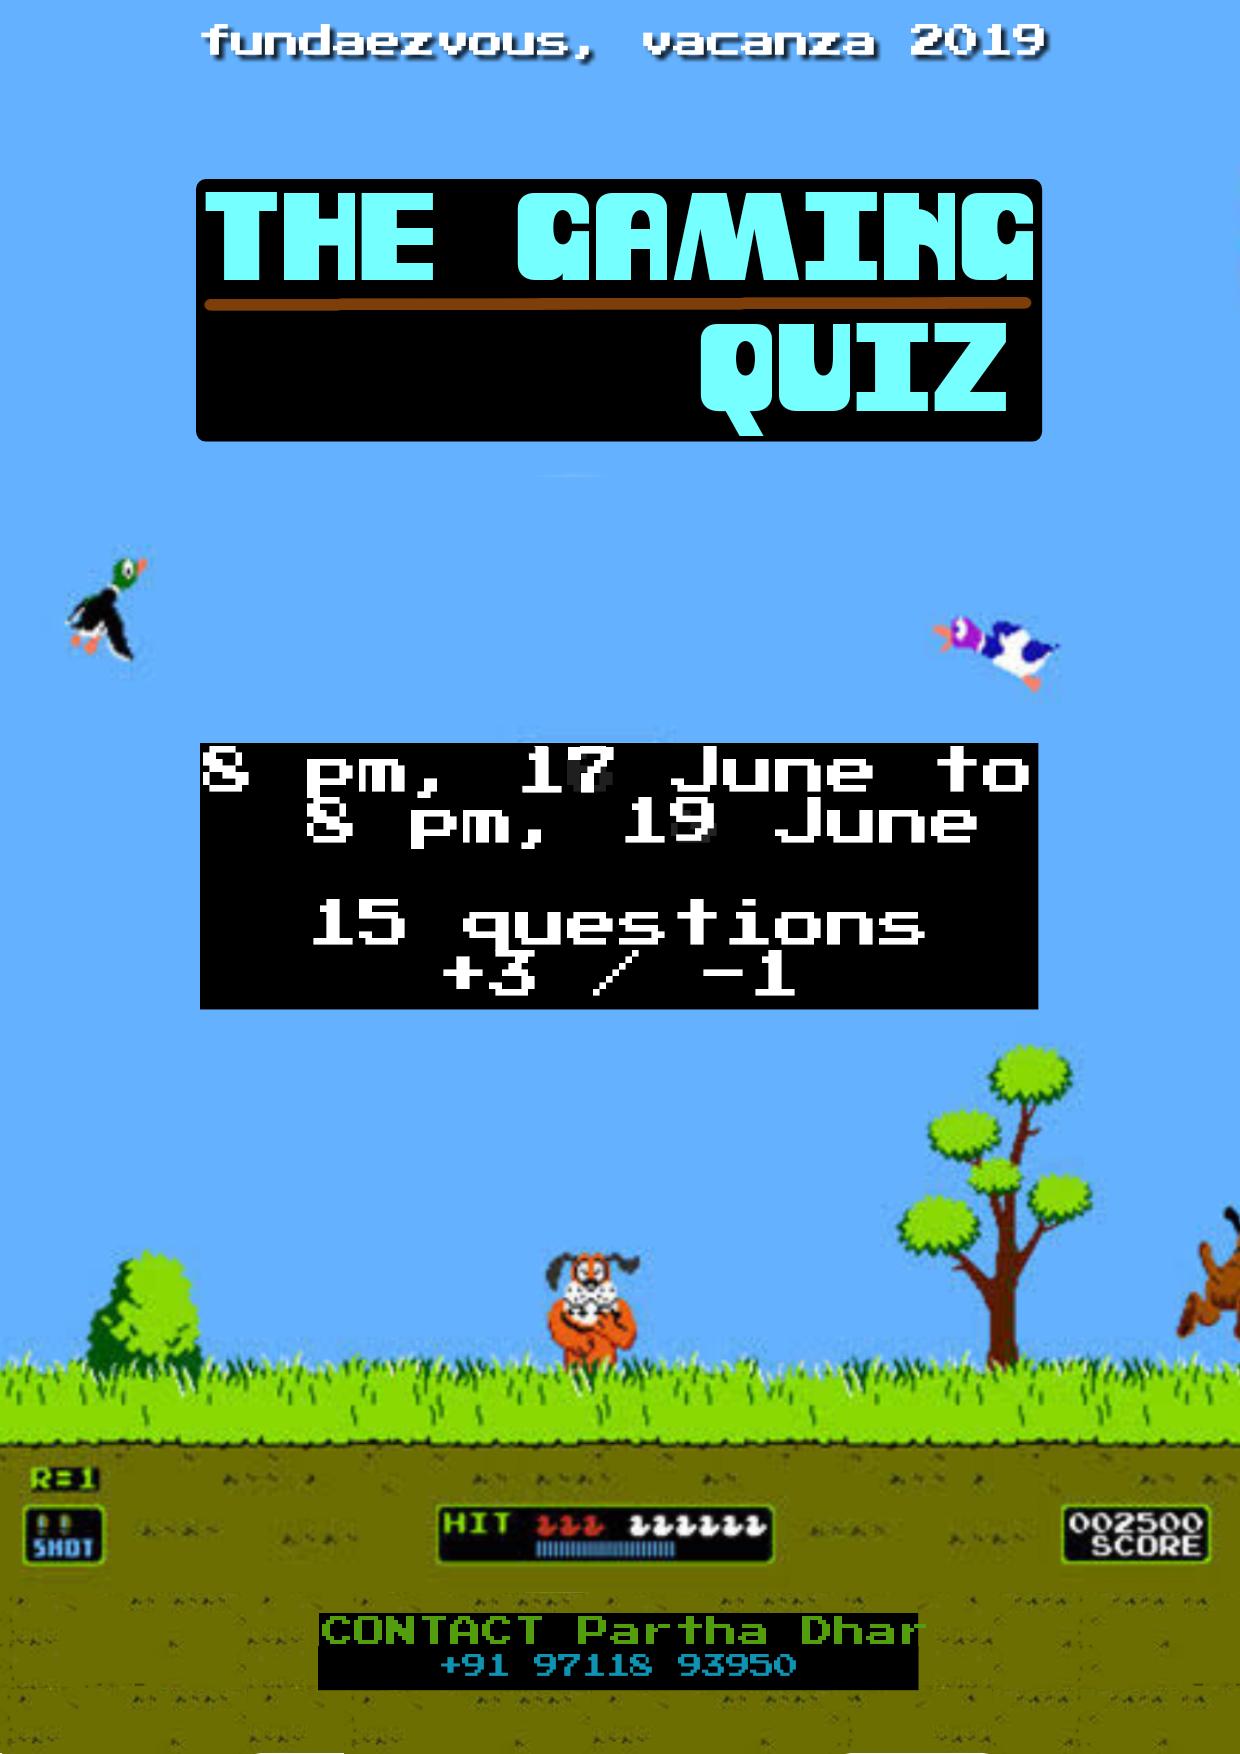 fundaezvous, vacanza 2019
THE GAMING
QUIZ
8 pm, 17 June to
8 pm, 19 June
15 questions
+3 / -1
R=1
SHOT
HIT
002500
SCORE
CONTACT Partha Dhar
+91 97118 93950